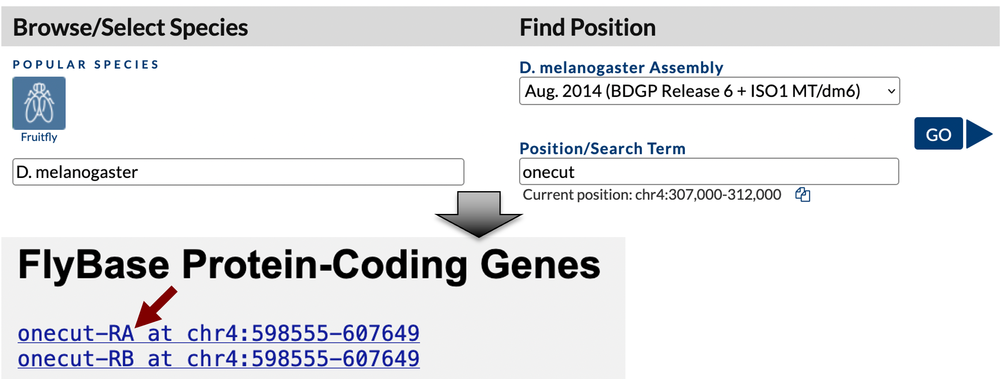 Browse/Select Species
Find Position
POPULAR SPECIES
Fruitfly
D. melanogaster
D. melanogaster Assembly
Aug. 2014 (BDGP Release 6 + ISO1 MT/dm6)
Position/Search Term
onecut
Current position: chr4:307,000-312,000
GO
FlyBase Protein-Coding Genes
onecut-RA at chr4:598555-607649
onecut-RB at chr4:598555-607649